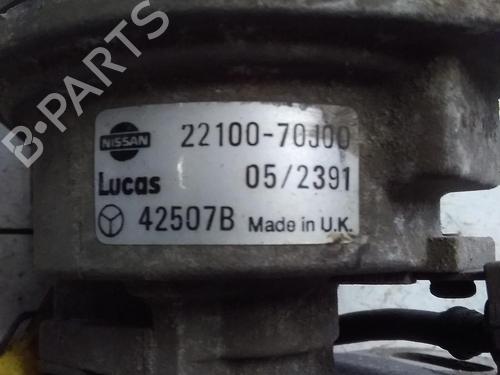 B-PARTS
NISSAN
22100-70J00
Lucas
05/2391
42507B Made in U.K.